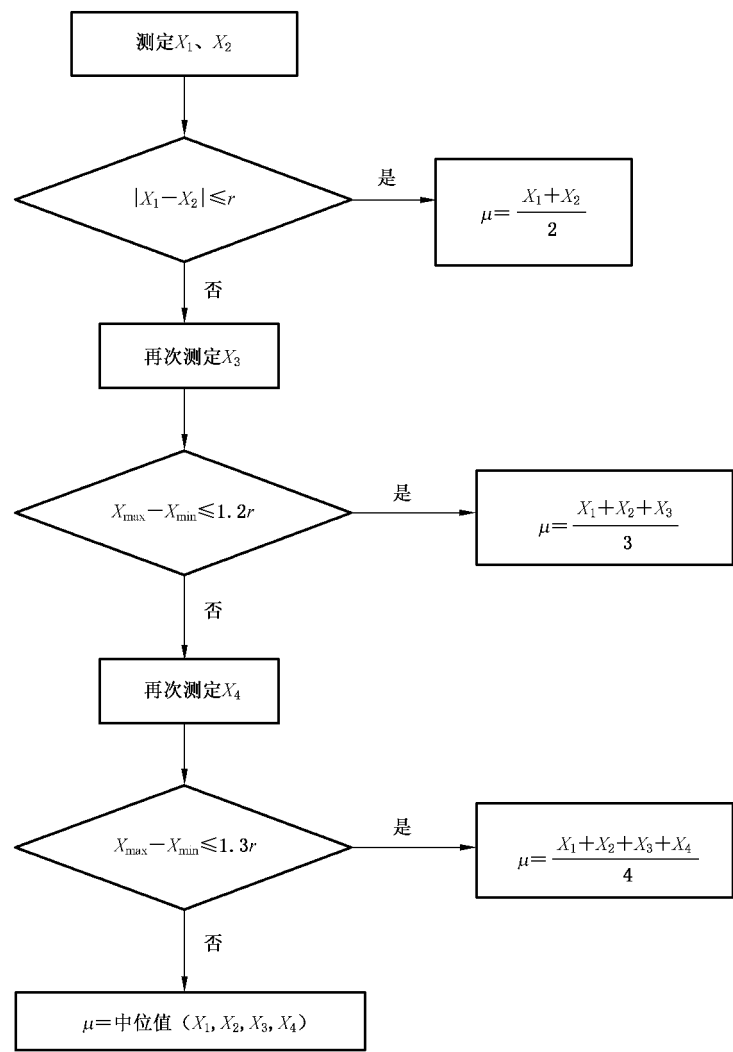 测定X₁、X₂
|X₁−X₂|≤r
是
μ=(X₁+X₂)/2
否
再次测定X₃
Xmax−Xmin≤1.2r
是
μ=(X₁+X₂+X₃)/3
否
再次测定X₄
Xmax−Xmin≤1.3r
是
μ=(X₁+X₂+X₃+X₄)/4
否
μ=中位值（X₁,X₂,X₃,X₄）